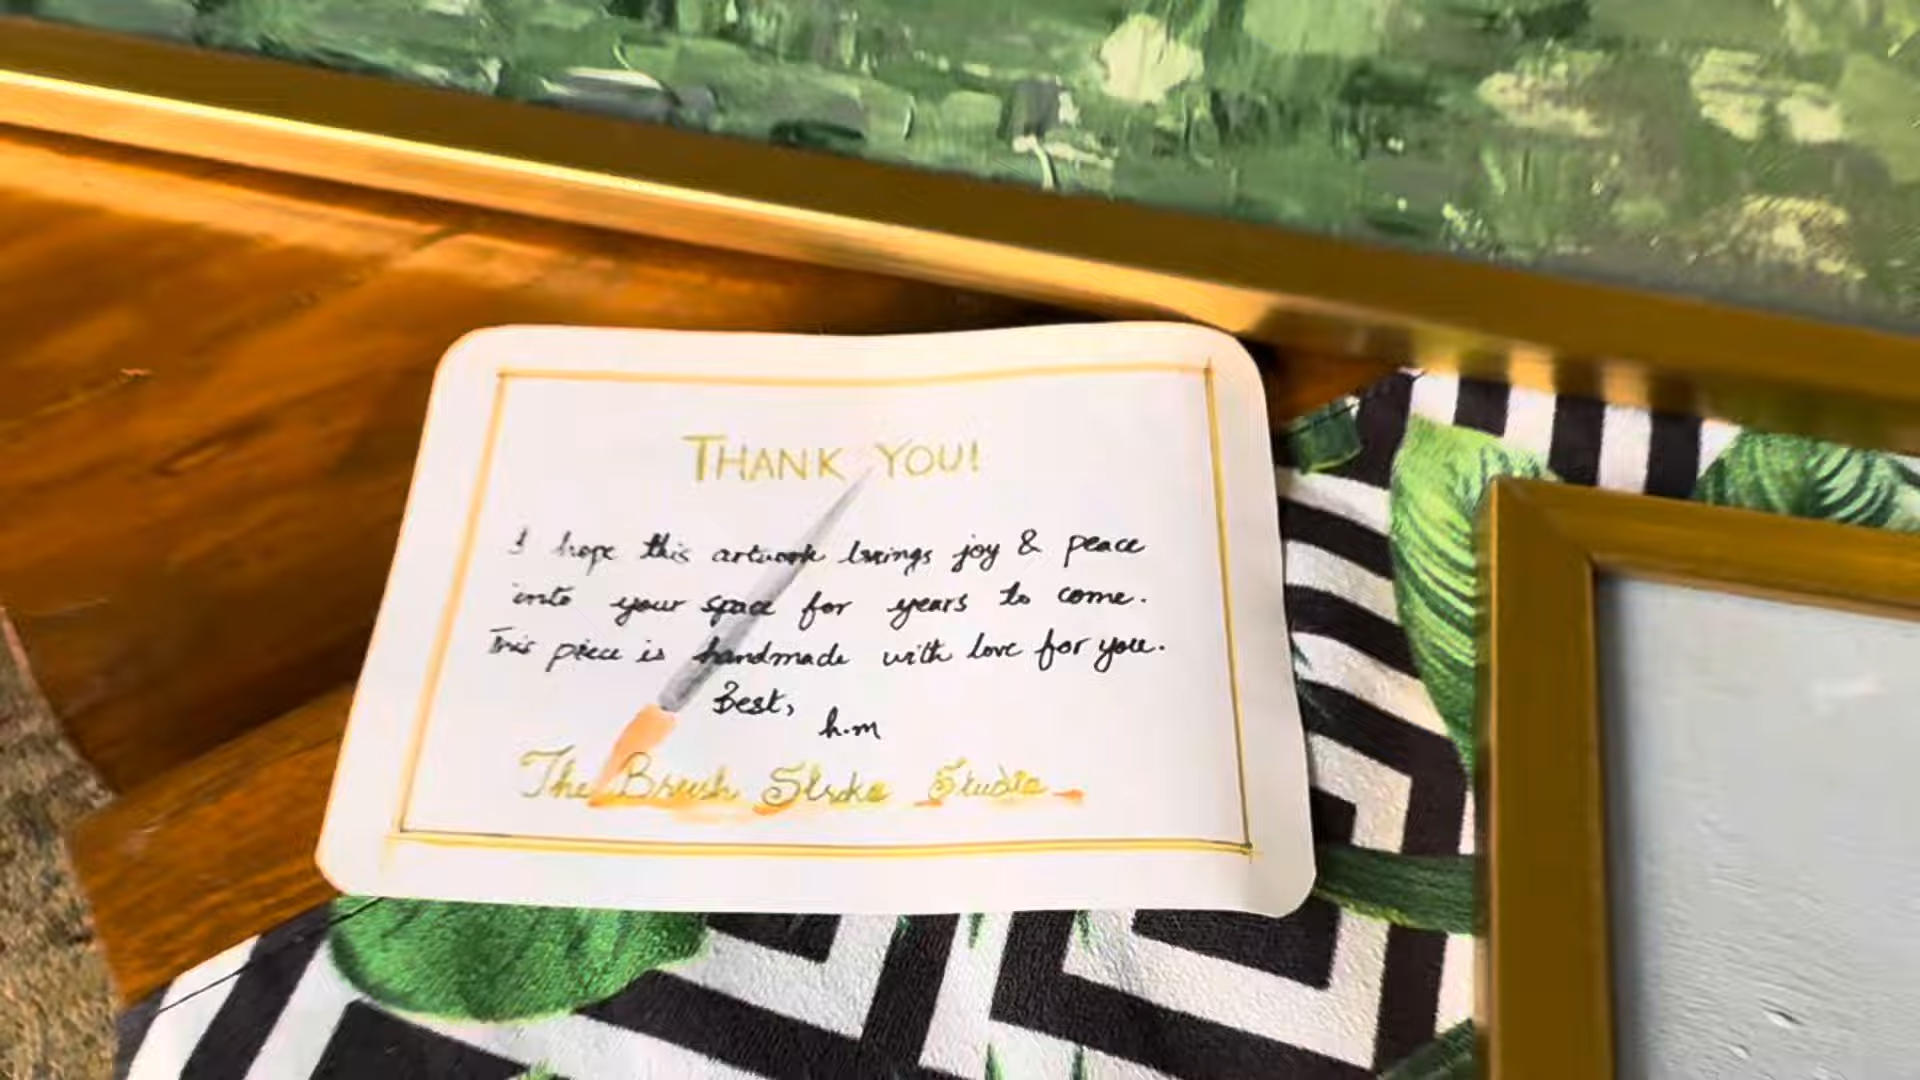 THANK YOU!
I hope this artwork brings joy & peace
into your space for years to come.
This piece is handmade with love for you.
Best,
h.m
The Brush Stroke Studio